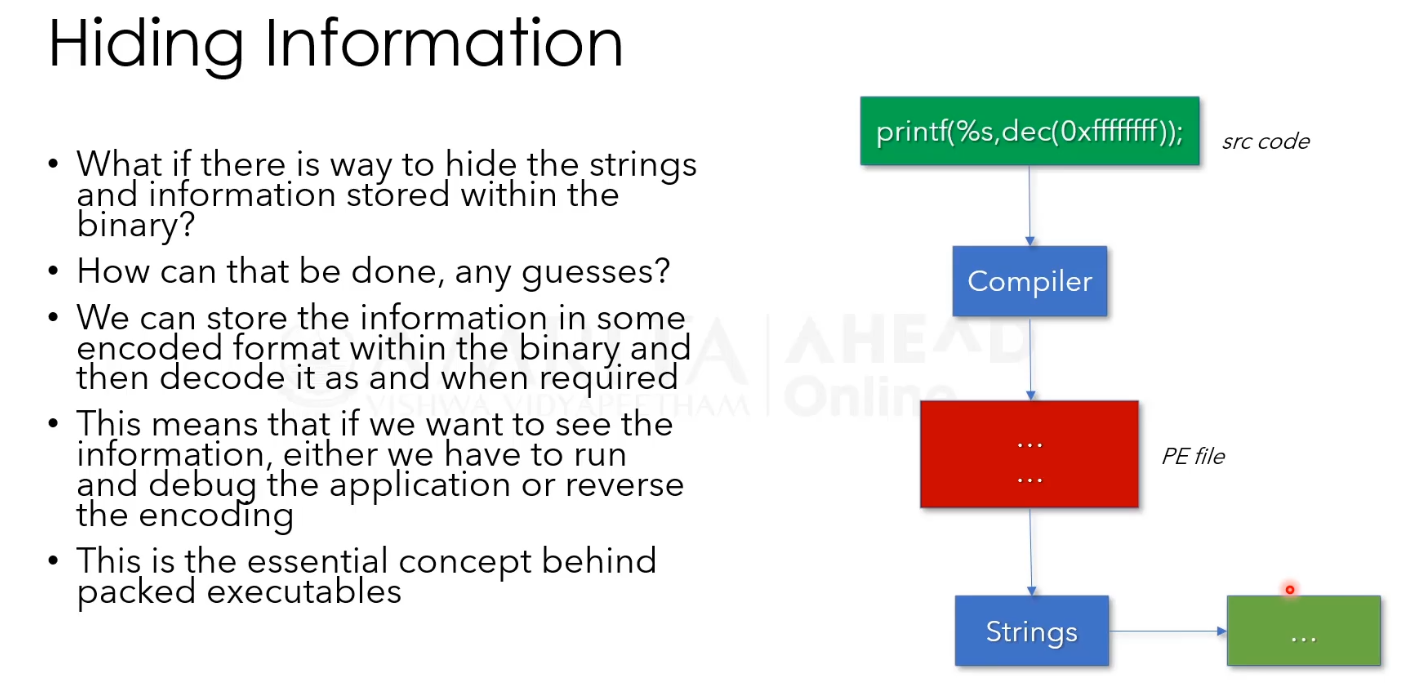 Hiding Information
• What if there is way to hide the strings
and information stored within the
binary?
• How can that be done, any guesses?
• We can store the information in some
encoded format within the binary and
then decode it as and when required
• This means that if we want to see the
information, either we have to run
and debug the application or reverse
the encoding
• This is the essential concept behind
packed executables
printf(%s,dec(0xffffffff));
src code
Compiler
...
...
PE file
Strings
...
AHEAD
Online
VISHWA VIDYAPEETHAM